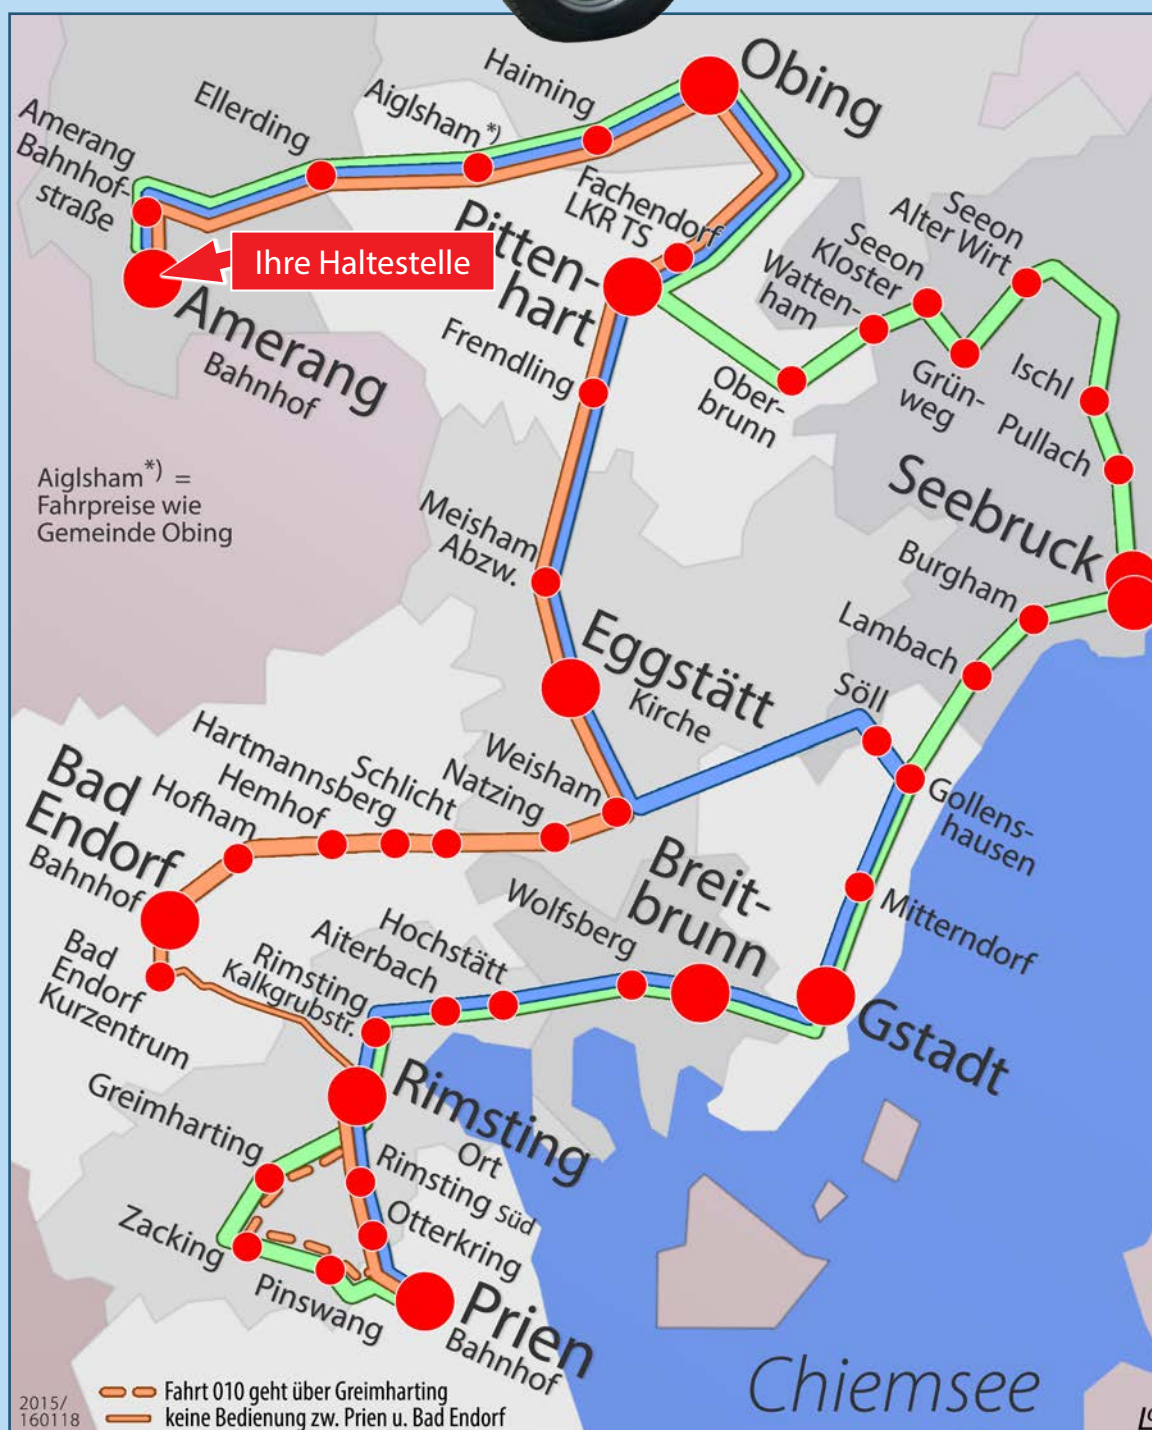 Obing
Haiming
Aiglsham *)
Ellerding
Amerang
Bahnhof-
straße
Ihre Haltestelle
Amerang
Bahnhof
Fachendorf
LKR TS
Pitten-
hart
Seeon
Alter Wirt
Seeon
Kloster
Watten-
ham
Fremdling
Ober-
brunn
Grün-
weg
Ischl
Pullach
Seebruck
Aiglsham*) =
Fahrpreise wie
Gemeinde Obing
Meisham
Abzw.
Burgham
Lambach
Eggstätt
Kirche
Söll
Weisham
Natzing
Schlicht
Hartmannsberg
Hemhof
Hofham
Bad
Endorf
Bahnhof
Gollens-
hausen
Breit-
brunn
Wolfsberg
Mitterndorf
Hochstätt
Aiterbach
Rimsting
Kalkgrubstr.
Bad
Endorf
Kurzentrum
Gstadt
Rimsting
Ort
Greimharting
Rimsting Süd
Otterkring
Zacking
Pinswang
Prien
Bahnhof
Chiemsee
2015/
160118
Fahrt 010 geht über Greimharting
keine Bedienung zw. Prien u. Bad Endorf